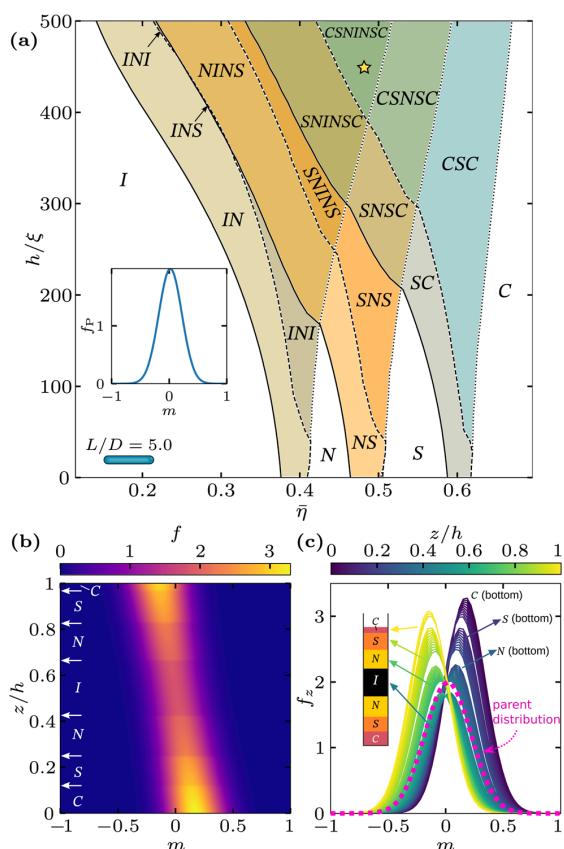 (a)
500
400
300
200
100
0
h/ξ
INI
NINS
INS
CSNINSC
SNINSC
CSNSC
SNINS
CSC
I
IN
SNSC
SC
C
SNS
INI
N
NS
S
f_P
1
0
−1 0 1
m
L/D = 5.0
0.2 0.3 0.4 0.5 0.6
η̄
(b)
f
0 1 2 3
1
0.8
0.6
0.4
0.2
0
z/h
C
S
N
I
N
S
C
−1 −0.5 0 0.5 1
m
(c)
z/h
0 0.2 0.4 0.6 0.8 1
3
2
1
0
f_z
C
S
N
I
N
S
C
C (bottom)
S (bottom)
N (bottom)
parent
distribution
−1 −0.5 0 0.5 1
m